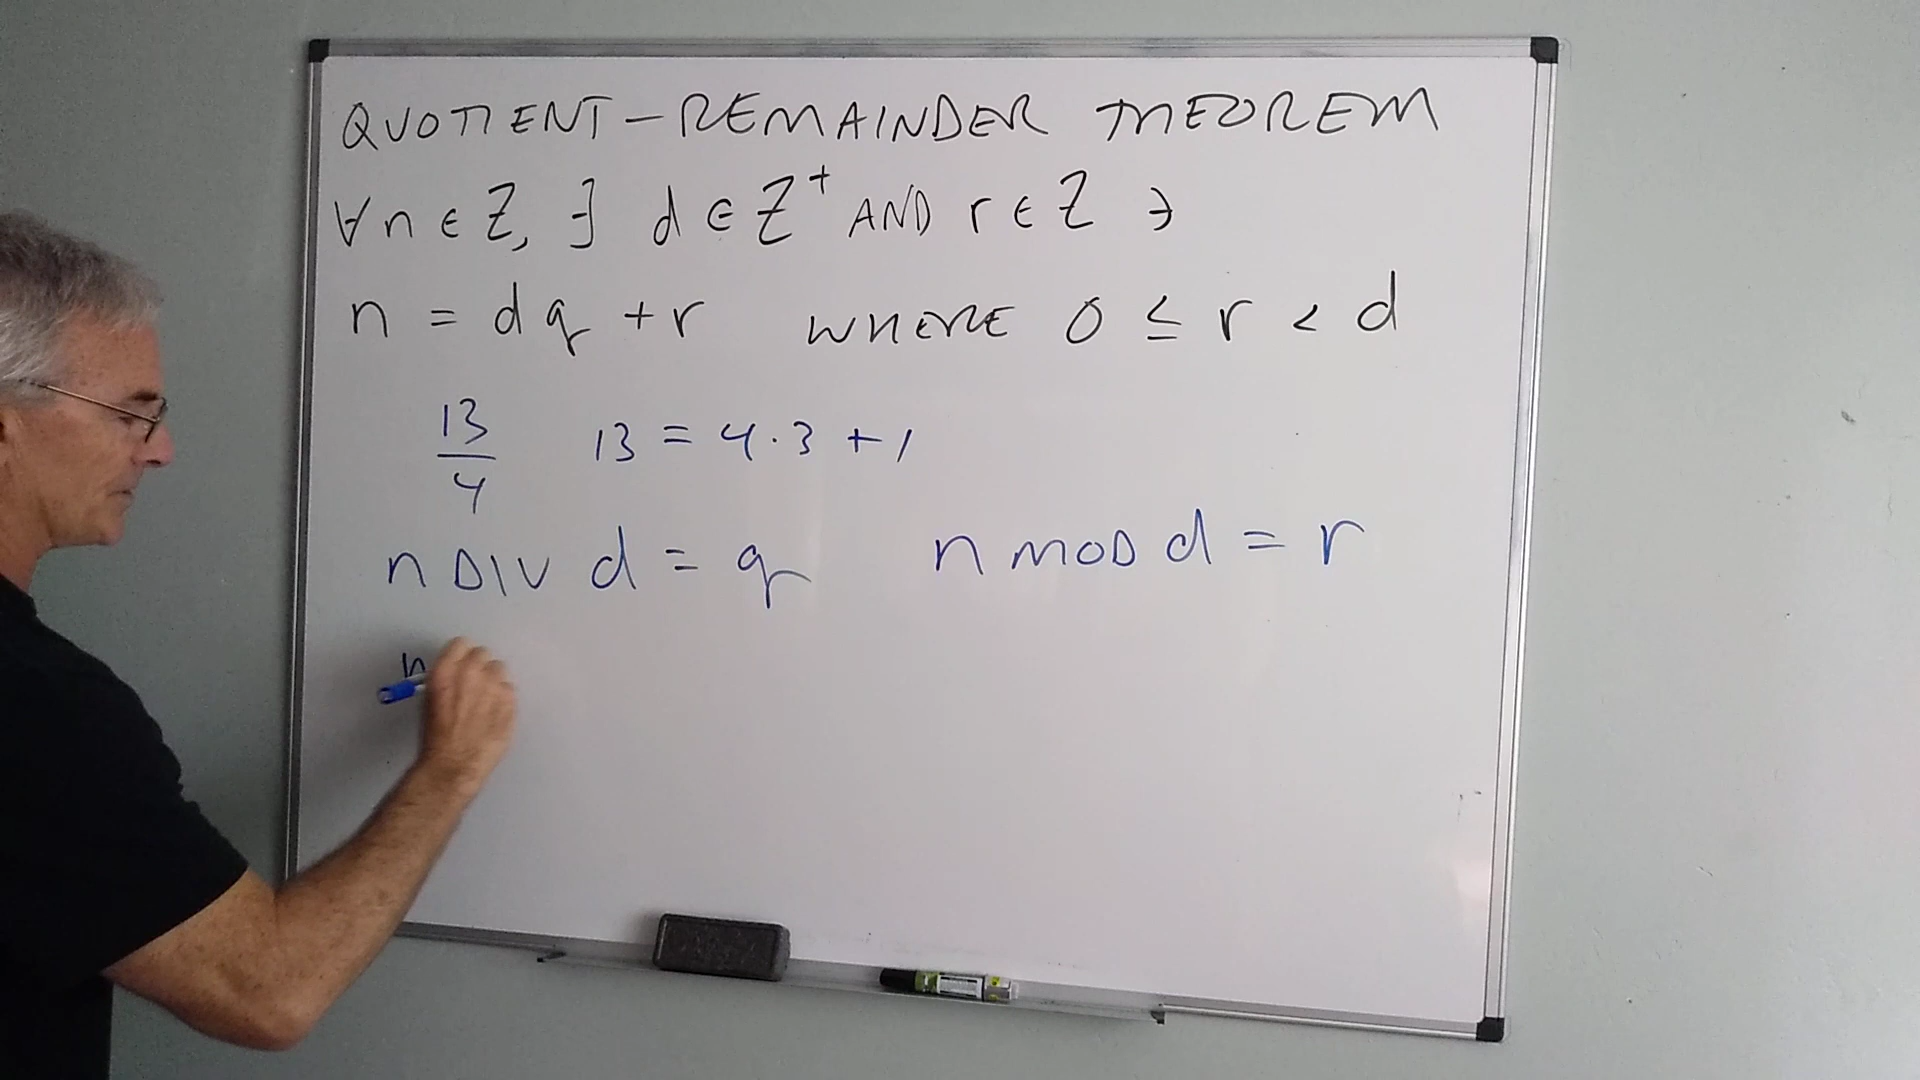 QUOTIENT - REMAINDER THEOREM
∀ n ∈ Z, ∃ d ∈ Z⁺ AND r ∈ Z ∋
n = dq + r WHERE 0 ≤ r < d
13/4 13 = 4·3 + 1
n DIV d = q n MOD d = r
n